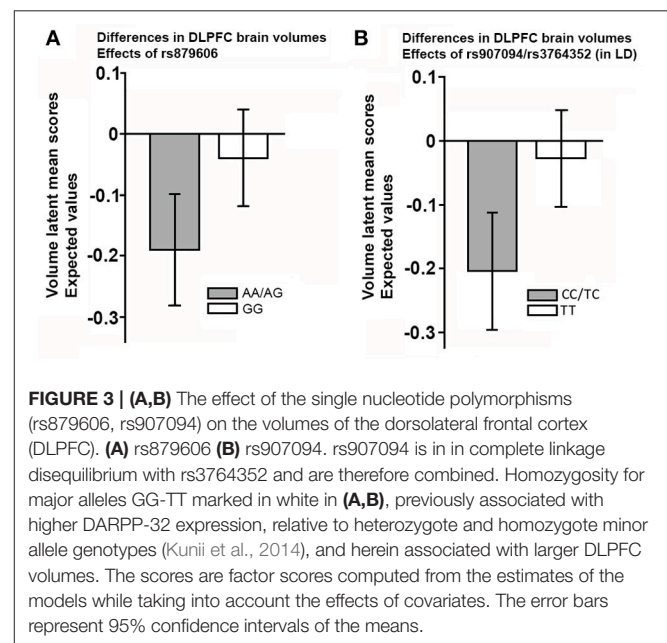 A
Differences in DLPFC brain volumes
Effects of rs879606
Volume latent mean scores
Expected values
0.1
0
-0.1
-0.2
-0.3
AA/AG
GG
B
Differences in DLPFC brain volumes
Effects of rs907094/rs3764352 (in LD)
Volume latent mean scores
Expected values
0.1
0
-0.1
-0.2
-0.3
CC/TC
TT
FIGURE 3 | (A,B) The effect of the single nucleotide polymorphisms
(rs879606, rs907094) on the volumes of the dorsolateral frontal cortex
(DLPFC). (A) rs879606 (B) rs907094. rs907094 is in in complete linkage
disequilibrium with rs3764352 and are therefore combined. Homozygosity for
major alleles GG-TT marked in white in (A,B), previously associated with
higher DARPP-32 expression, relative to heterozygote and homozygote minor
allele genotypes (Kunii et al., 2014), and herein associated with larger DLPFC
volumes. The scores are factor scores computed from the estimates of the
models while taking into account the effects of covariates. The error bars
represent 95% confidence intervals of the means.